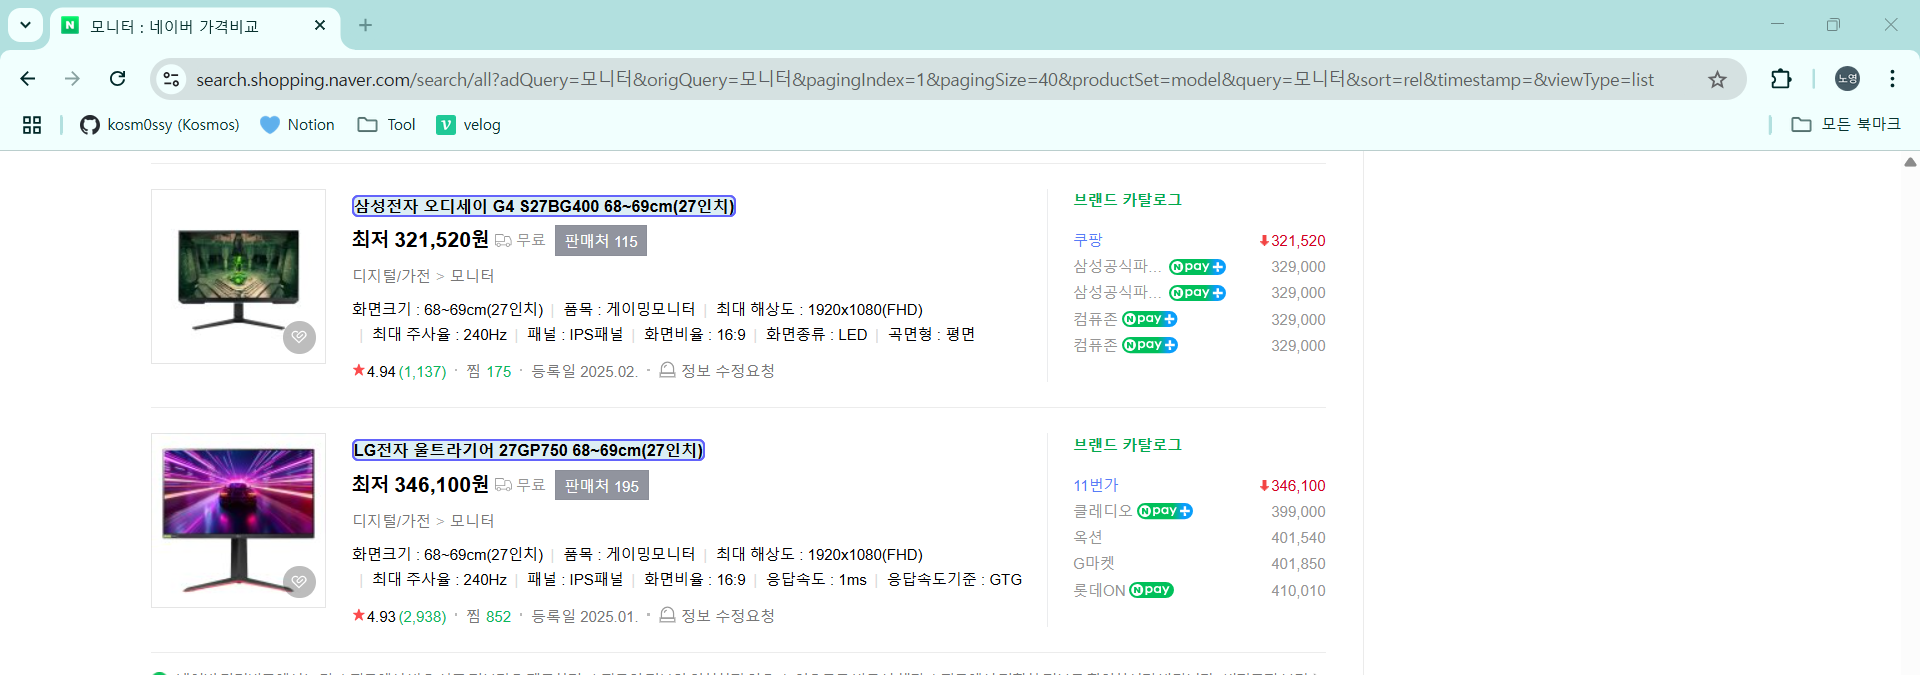 모니터 : 네이버 가격비교
search.shopping.naver.com/search/all?adQuery=모니터&origQuery=모니터&pagingIndex=1&pagingSize=40&productSet=model&query=모니터&sort=rel&timestamp=&viewType=list
노영
kosm0ssy (Kosmos) Notion Tool velog 모든 북마크
삼성전자 오디세이 G4 S27BG400 68~69cm(27인치)
최저 321,520원 무료 판매처 115
디지털/가전 > 모니터
화면크기 : 68~69cm(27인치) | 품목 : 게이밍모니터 | 최대 해상도 : 1920x1080(FHD)
| 최대 주사율 : 240Hz | 패널 : IPS패널 | 화면비율 : 16:9 | 화면종류 : LED | 곡면형 : 평면
★4.94 (1,137) · 찜 175 · 등록일 2025.02. · 정보 수정요청
브랜드 카탈로그
쿠팡 321,520
삼성공식파... N pay+ 329,000
삼성공식파... N pay+ 329,000
컴퓨존 N pay+ 329,000
컴퓨존 N pay+ 329,000
LG전자 울트라기어 27GP750 68~69cm(27인치)
최저 346,100원 무료 판매처 195
디지털/가전 > 모니터
화면크기 : 68~69cm(27인치) | 품목 : 게이밍모니터 | 최대 해상도 : 1920x1080(FHD)
| 최대 주사율 : 240Hz | 패널 : IPS패널 | 화면비율 : 16:9 | 응답속도 : 1ms | 응답속도기준 : GTG
★4.93 (2,938) · 찜 852 · 등록일 2025.01. · 정보 수정요청
브랜드 카탈로그
11번가 346,100
클레디오 N pay+ 399,000
옥션 401,540
G마켓 401,850
롯데ON N pay 410,010